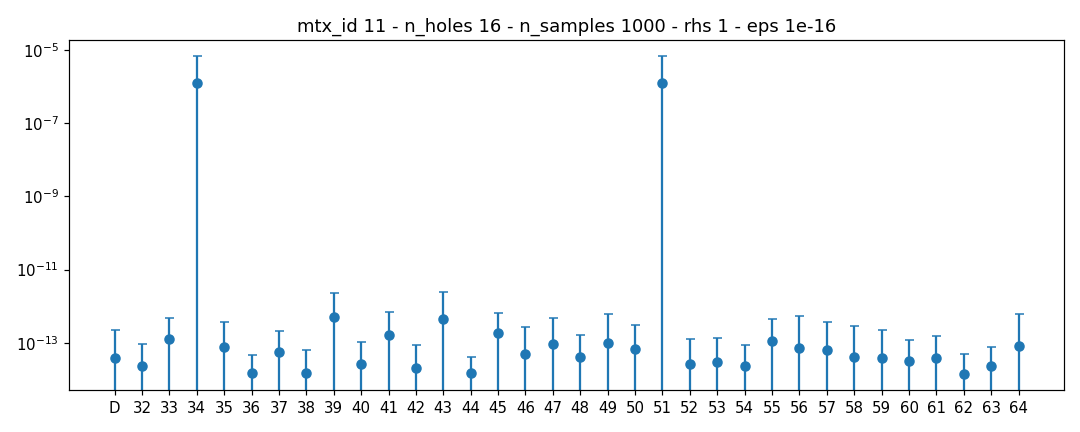 mtx_id 11 - n_holes 16 - n_samples 1000 - rhs 1 - eps 1e-16
10⁻⁵
10⁻⁷
10⁻⁹
10⁻¹¹
10⁻¹³
D 32 33 34 35 36 37 38 39 40 41 42 43 44 45 46 47 48 49 50 51 52 53 54 55 56 57 58 59 60 61 62 63 64